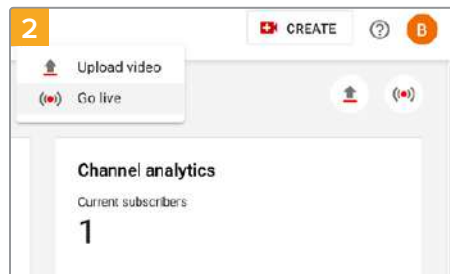 2
CREATE
B
Upload video
Go live
Channel analytics
Current subscribers
1